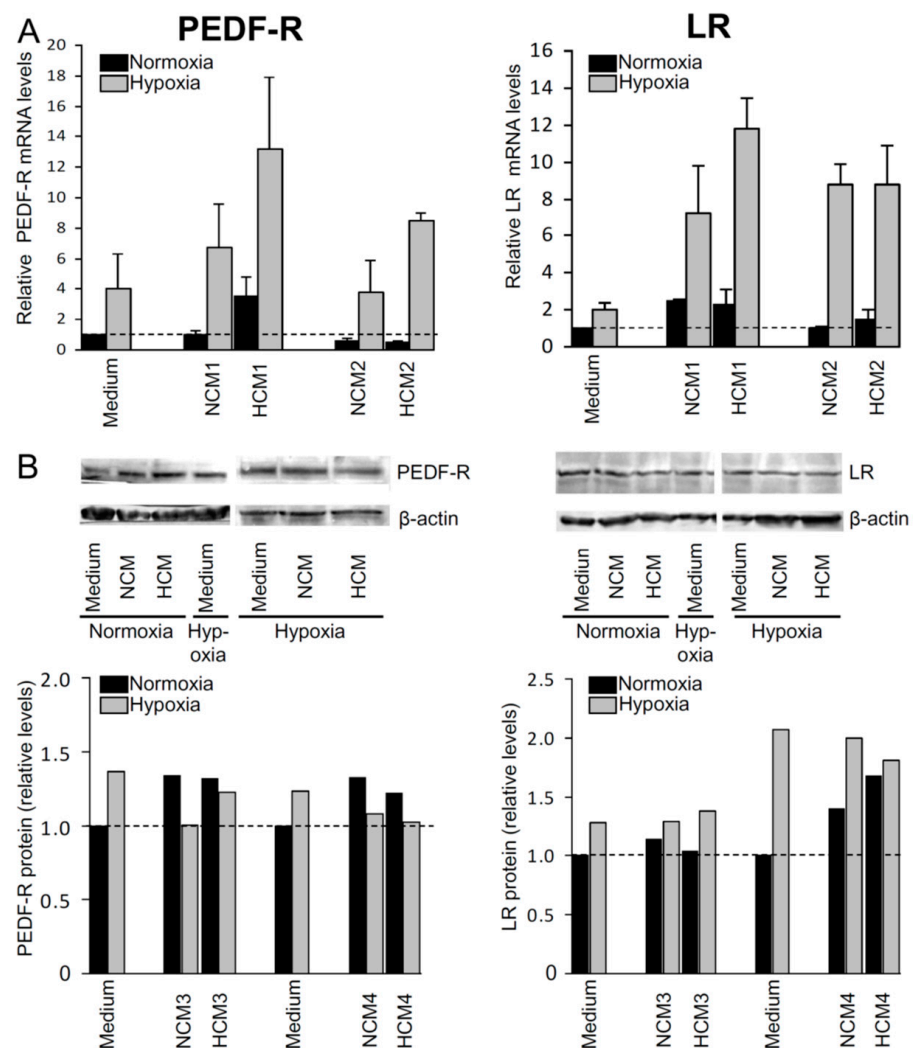 A
PEDF-R
LR
Relative PEDF-R mRNA levels
20
18
16
14
12
10
8
6
4
2
0
Normoxia
Hypoxia
Medium
NCM1
HCM1
NCM2
HCM2
Relative LR mRNA levels
16
14
12
10
8
6
4
2
0
Normoxia
Hypoxia
Medium
NCM1
HCM1
NCM2
HCM2
B
PEDF-R
β-actin
Medium
NCM
HCM
Medium
Medium
NCM
HCM
Normoxia
Hyp-
oxia
Hypoxia
LR
β-actin
Mediun
NCM
HCM
Medium
Medium
NCM
HCM
Normoxia
Hyp-
oxia
Hypoxia
PEDF-R protein (relative levels)
2.0
1.5
1.0
0.5
0
Normoxia
Hypoxia
Medium
NCM3
HCM3
Medium
NCM4
HCM4
LR protein (relative levels)
2.5
2.0
1.5
1.0
0.5
0
Normoxia
Hypoxia
Medium
NCM3
HCM3
Medium
NCM4
HCM4